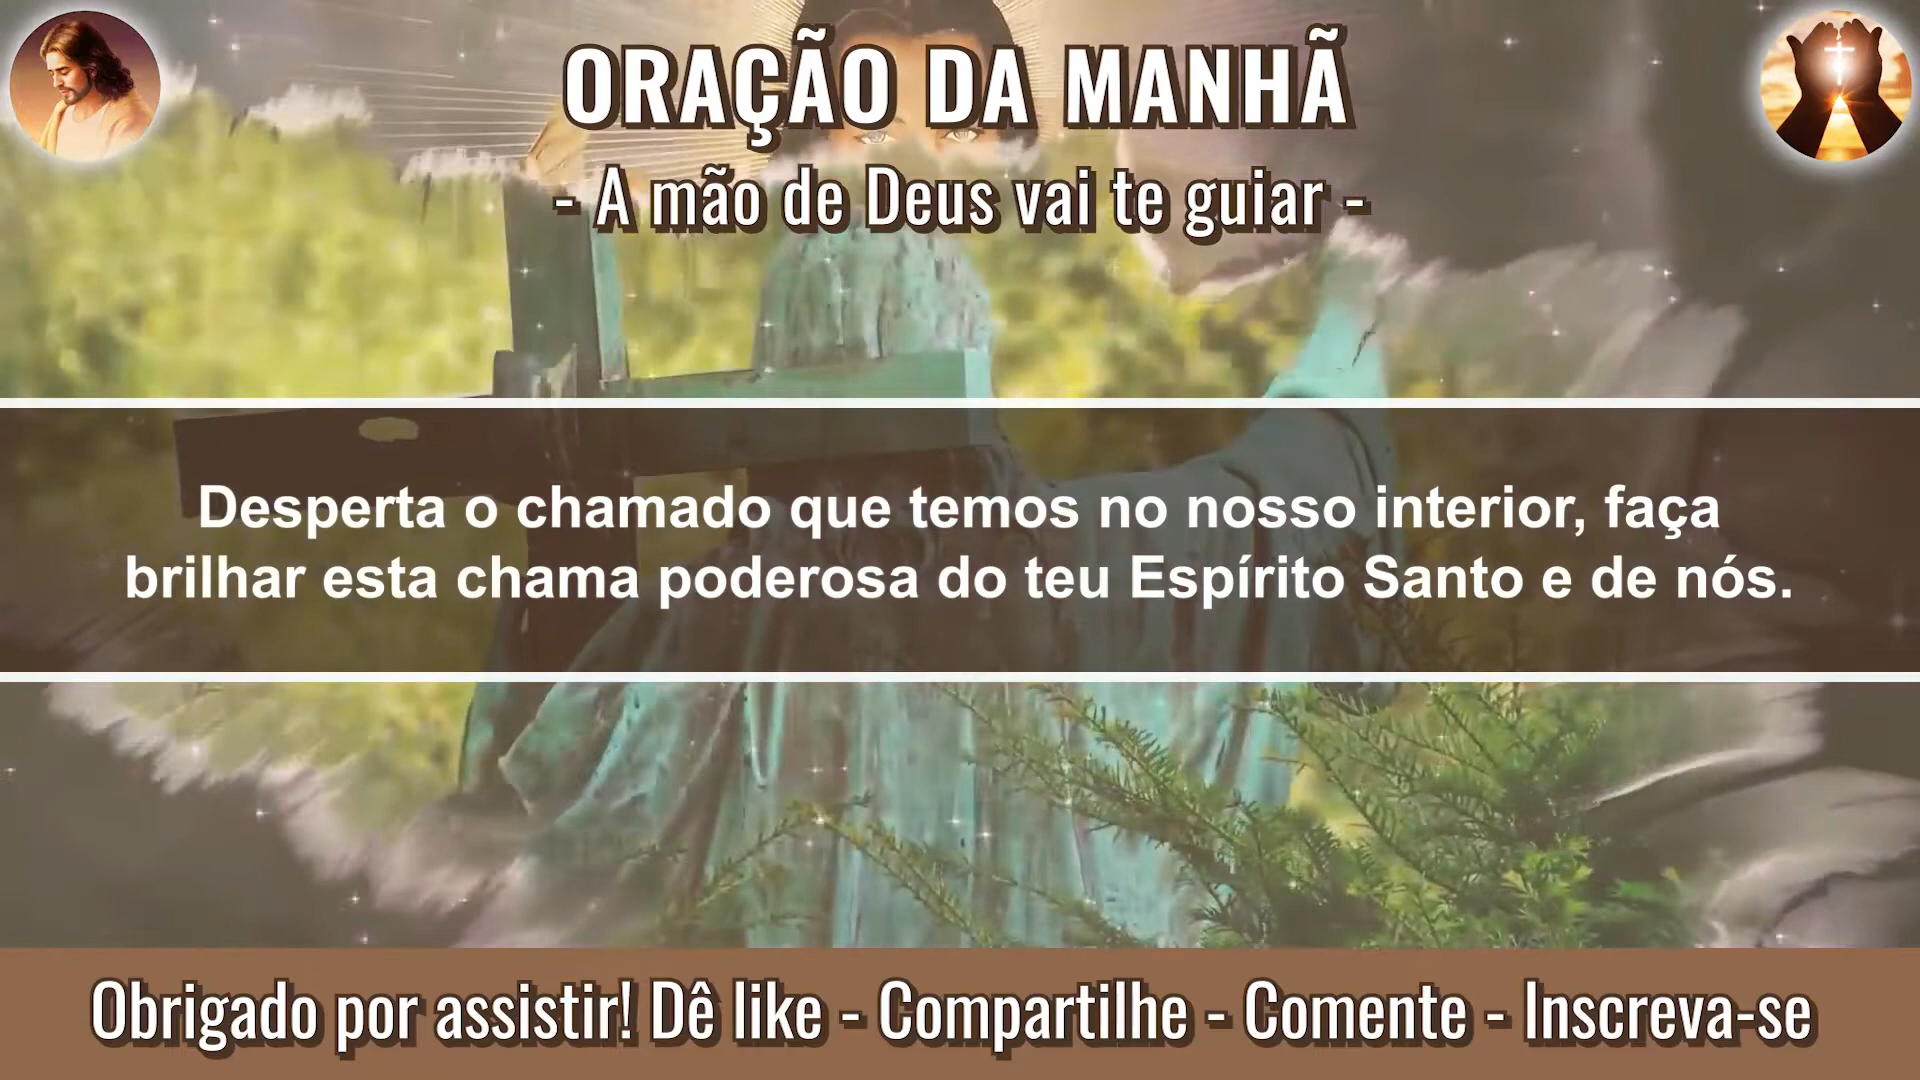 ORAÇÃO DA MANHÃ
- A mão de Deus vai te guiar -
Desperta o chamado que temos no nosso interior, faça
brilhar esta chama poderosa do teu Espírito Santo e de nós.
Obrigado por assistir! Dê like - Compartilhe - Comente - Inscreva-se